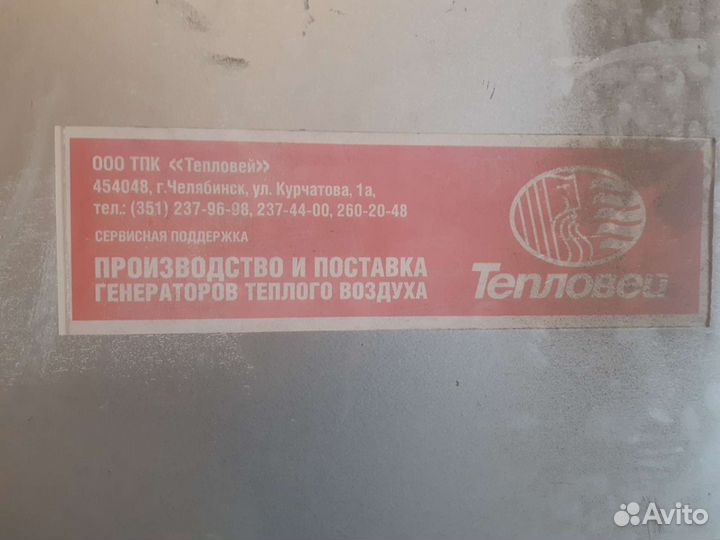 ООО ТПК «Тепловей»
454048, г.Челябинск, ул. Курчатова, 1а,
тел.: (351) 237-96-98, 237-44-00, 260-20-48
СЕРВИСНАЯ ПОДДЕРЖКА
ПРОИЗВОДСТВО И ПОСТАВКА
ГЕНЕРАТОРОВ ТЕПЛОГО ВОЗДУХА
Тепловей
Avito